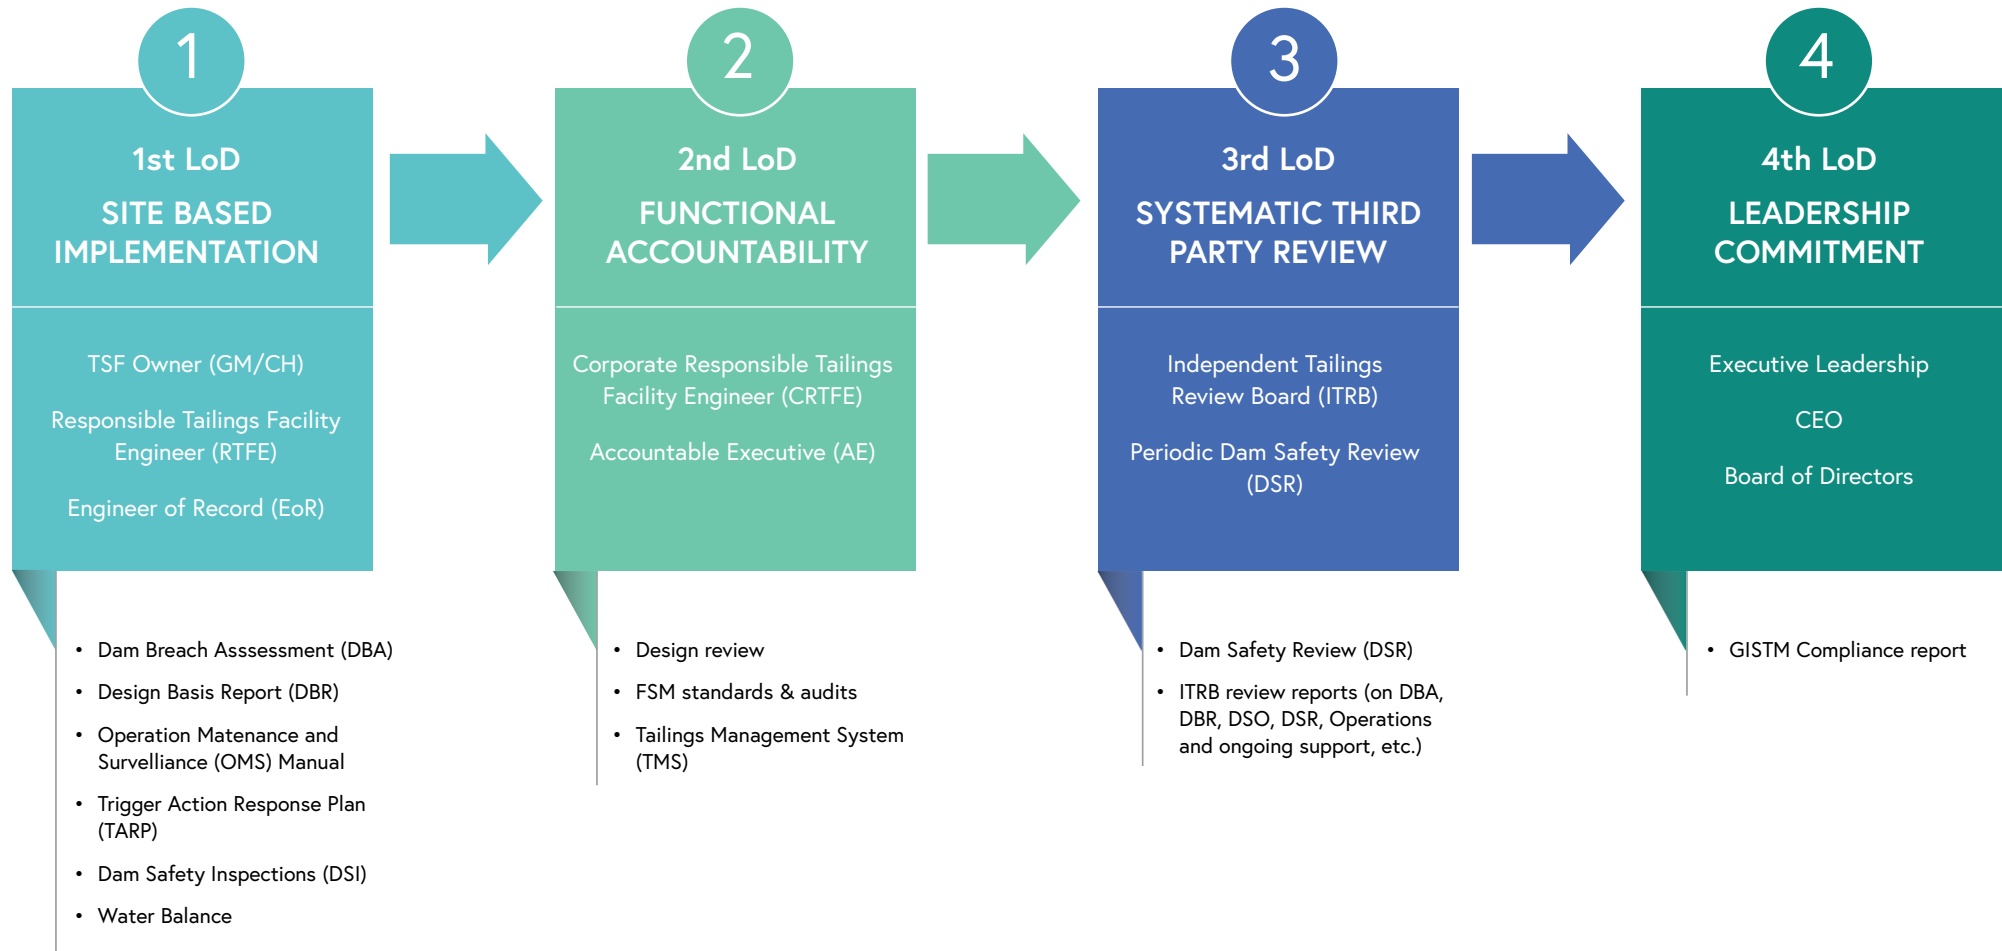 1
1st LoD
SITE BASED
IMPLEMENTATION
TSF Owner (GM/CH)
Responsible Tailings Facility
Engineer (RTFE)
Engineer of Record (EoR)
• Dam Breach Asssessment (DBA)
• Design Basis Report (DBR)
• Operation Matenance and
Survelliance (OMS) Manual
• Trigger Action Response Plan
(TARP)
• Dam Safety Inspections (DSI)
• Water Balance
2
2nd LoD
FUNCTIONAL
ACCOUNTABILITY
Corporate Responsible Tailings
Facility Engineer (CRTFE)
Accountable Executive (AE)
• Design review
• FSM standards & audits
• Tailings Management System
(TMS)
3
3rd LoD
SYSTEMATIC THIRD
PARTY REVIEW
Independent Tailings
Review Board (ITRB)
Periodic Dam Safety Review
(DSR)
• Dam Safety Review (DSR)
• ITRB review reports (on DBA,
DBR, DSO, DSR, Operations
and ongoing support, etc.)
4
4th LoD
LEADERSHIP
COMMITMENT
Executive Leadership
CEO
Board of Directors
• GISTM Compliance report